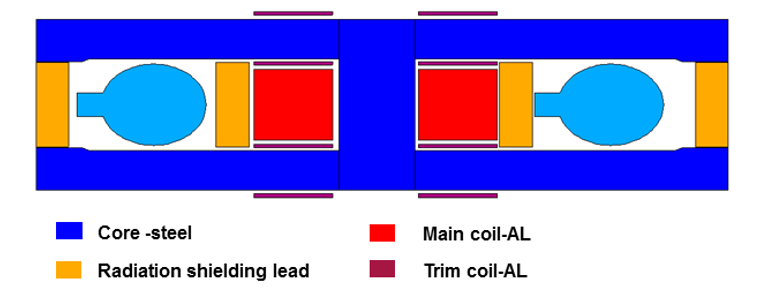 Core -steel
Main coil-AL
Radiation shielding lead
Trim coil-AL